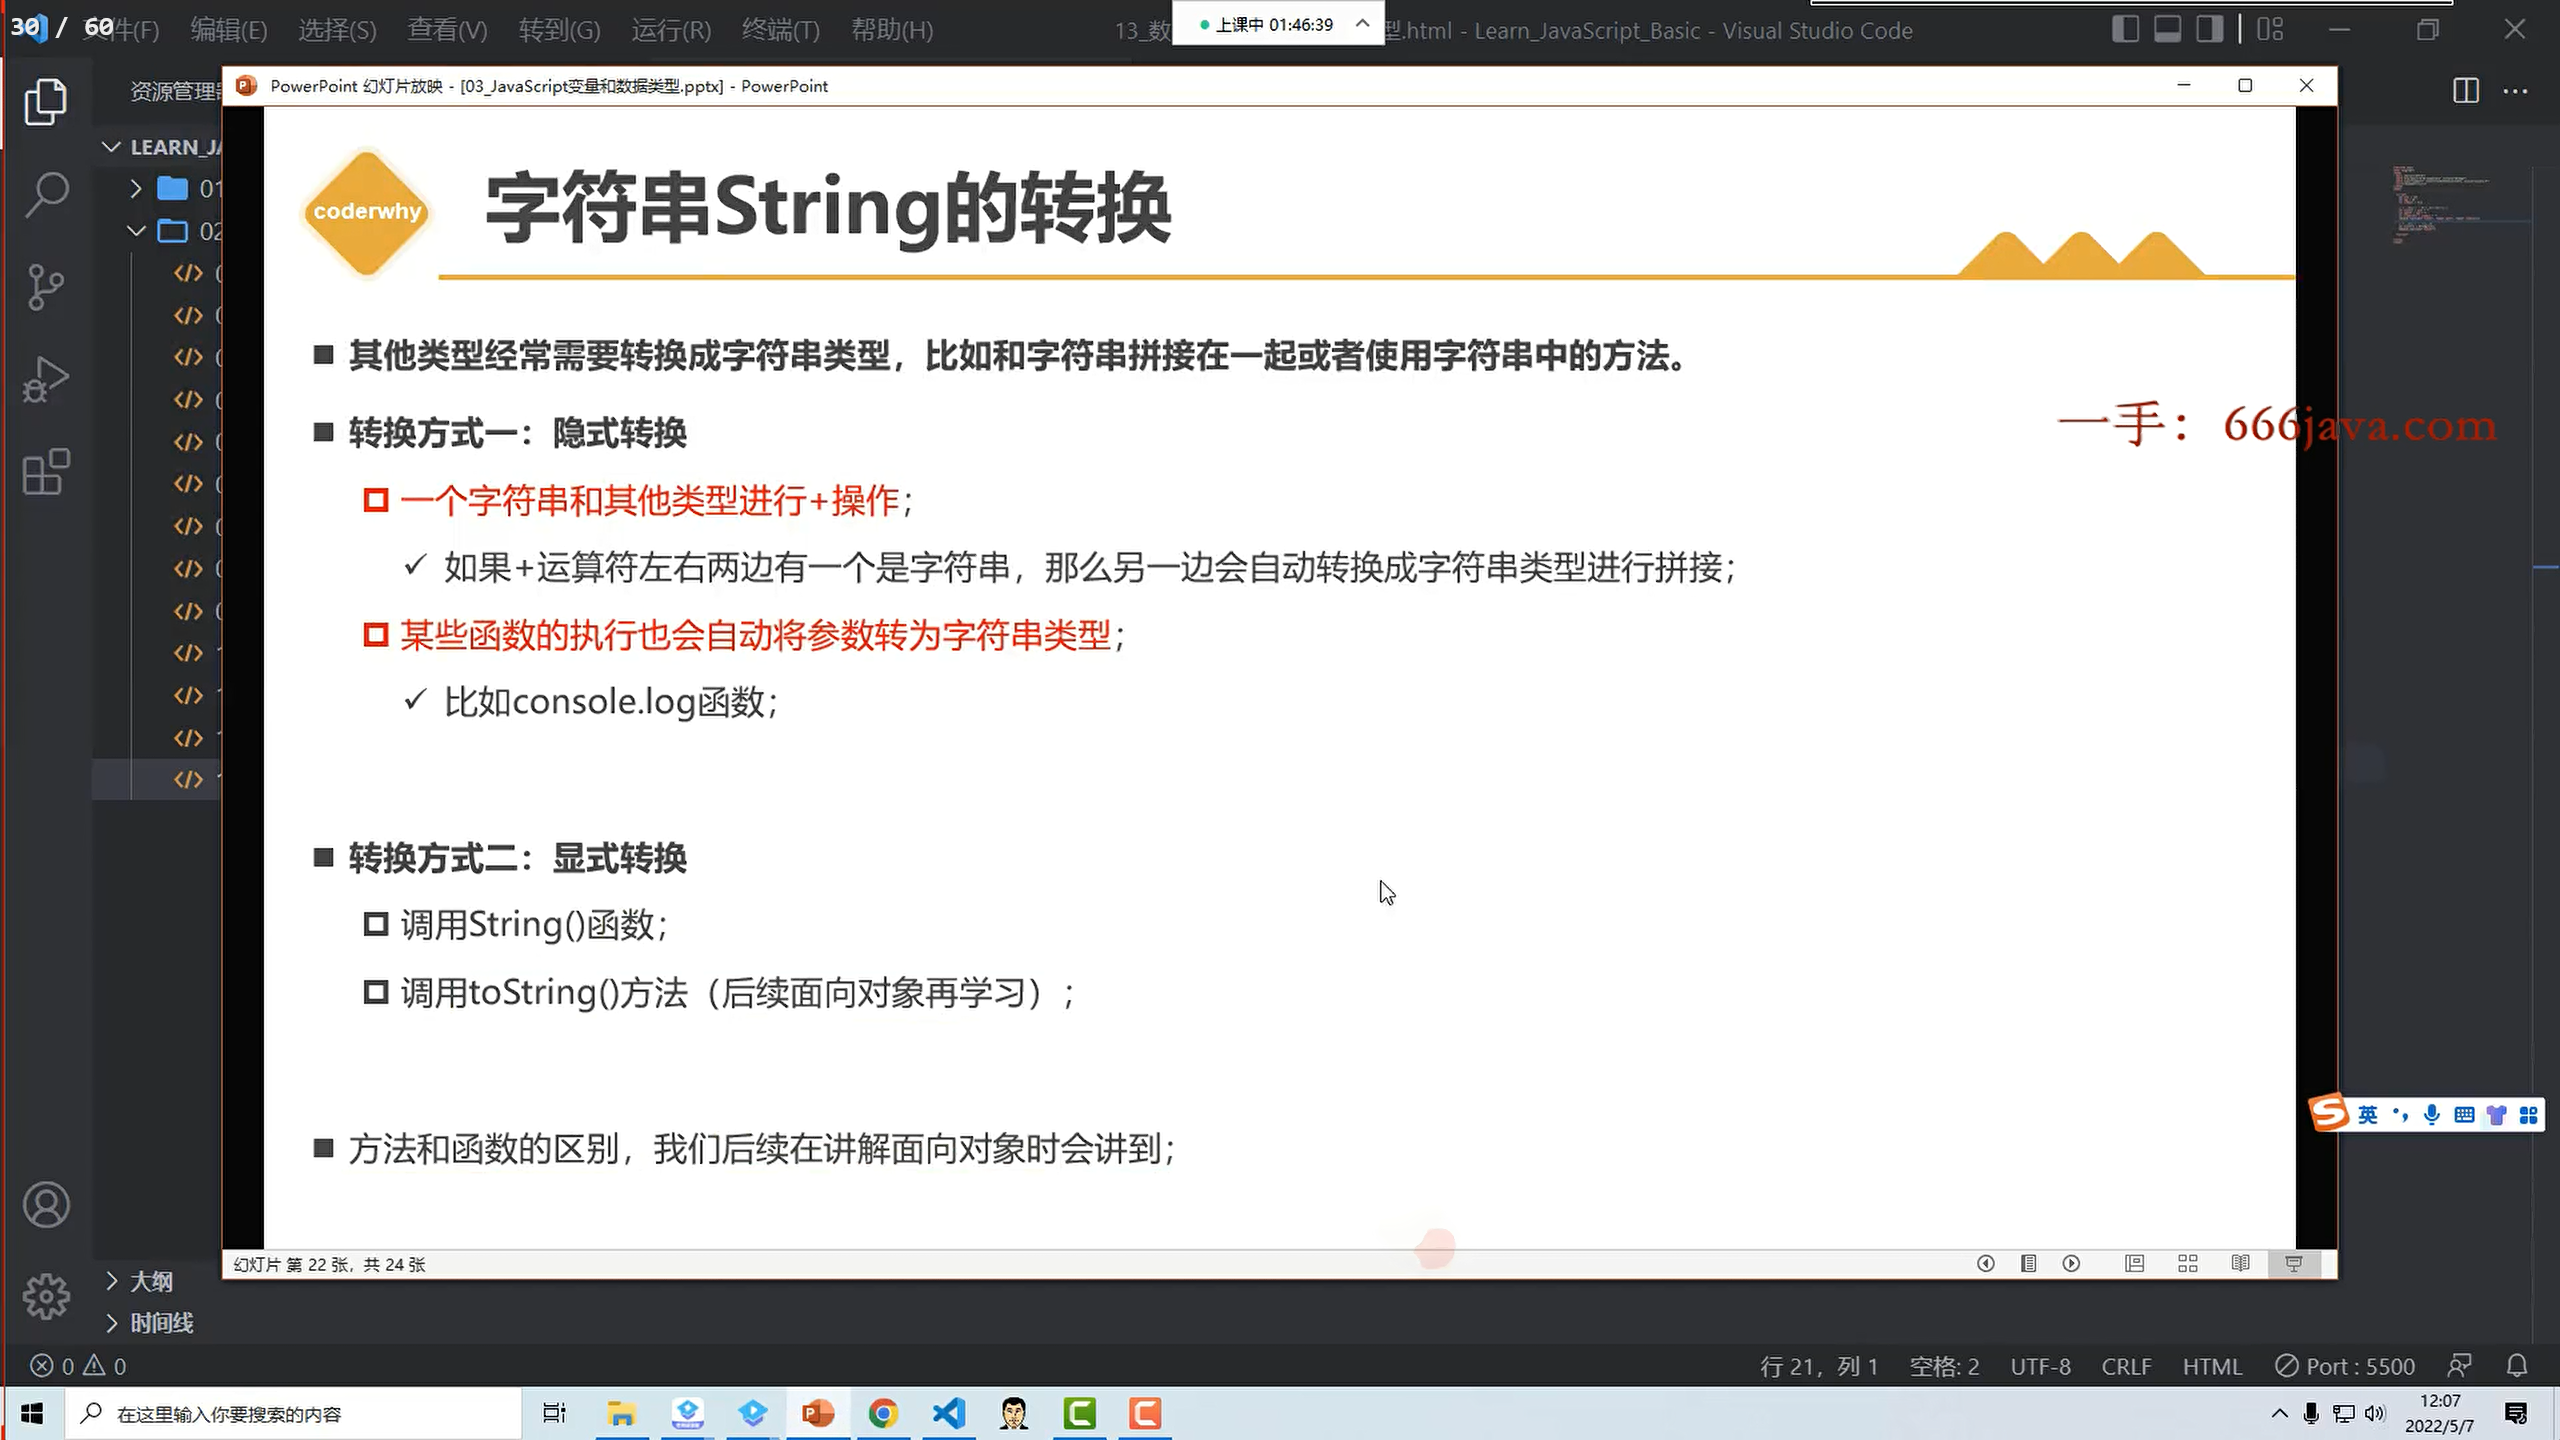 30 / 60
件(F) 编辑(E) 选择(S) 查看(V) 转到(G) 运行(R) 终端(T) 帮助(H)
13_数
上课中 01:46:39
型.html - Learn_JavaScript_Basic - Visual Studio Code
资源管理
PowerPoint 幻灯片放映 - [03_JavaScript变量和数据类型.pptx] - PowerPoint
LEARN_JA
01
02
coderwhy
字符串String的转换
其他类型经常需要转换成字符串类型，比如和字符串拼接在一起或者使用字符串中的方法。
转换方式一：隐式转换
一手：666java.com
一个字符串和其他类型进行+操作；
如果+运算符左右两边有一个是字符串，那么另一边会自动转换成字符串类型进行拼接；
某些函数的执行也会自动将参数转为字符串类型；
比如console.log函数；
转换方式二：显式转换
调用String()函数；
调用toString()方法（后续面向对象再学习）；
方法和函数的区别，我们后续在讲解面向对象时会讲到；
英
幻灯片 第 22 张，共 24 张
大纲
时间线
0 0
行 21，列 1 空格: 2 UTF-8 CRLF HTML Port : 5500
在这里输入你要搜索的内容
12:07
2022/5/7